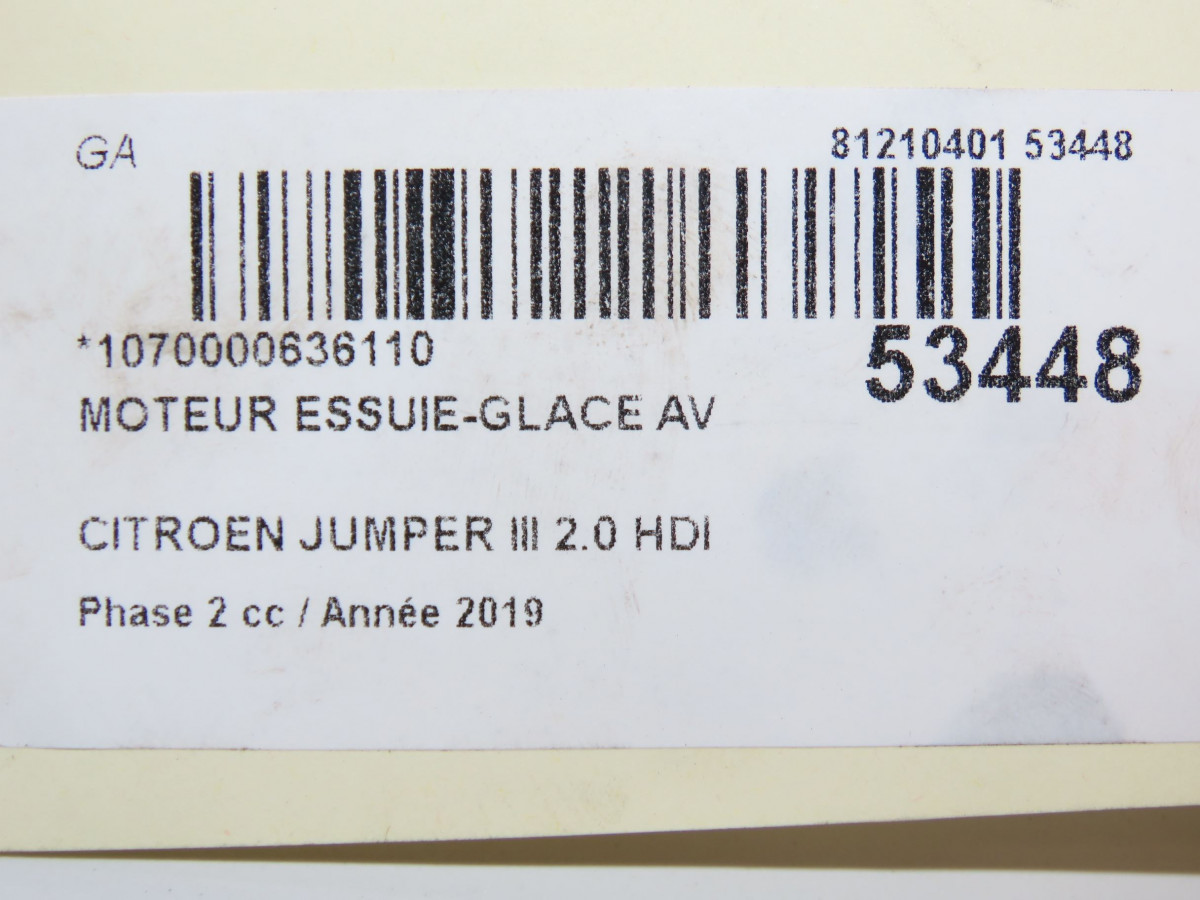 GA
81210401 53448
*1070000636110
53448
MOTEUR ESSUIE-GLACE AV
CITROEN JUMPER III 2.0 HDI
Phase 2 cc / Année 2019